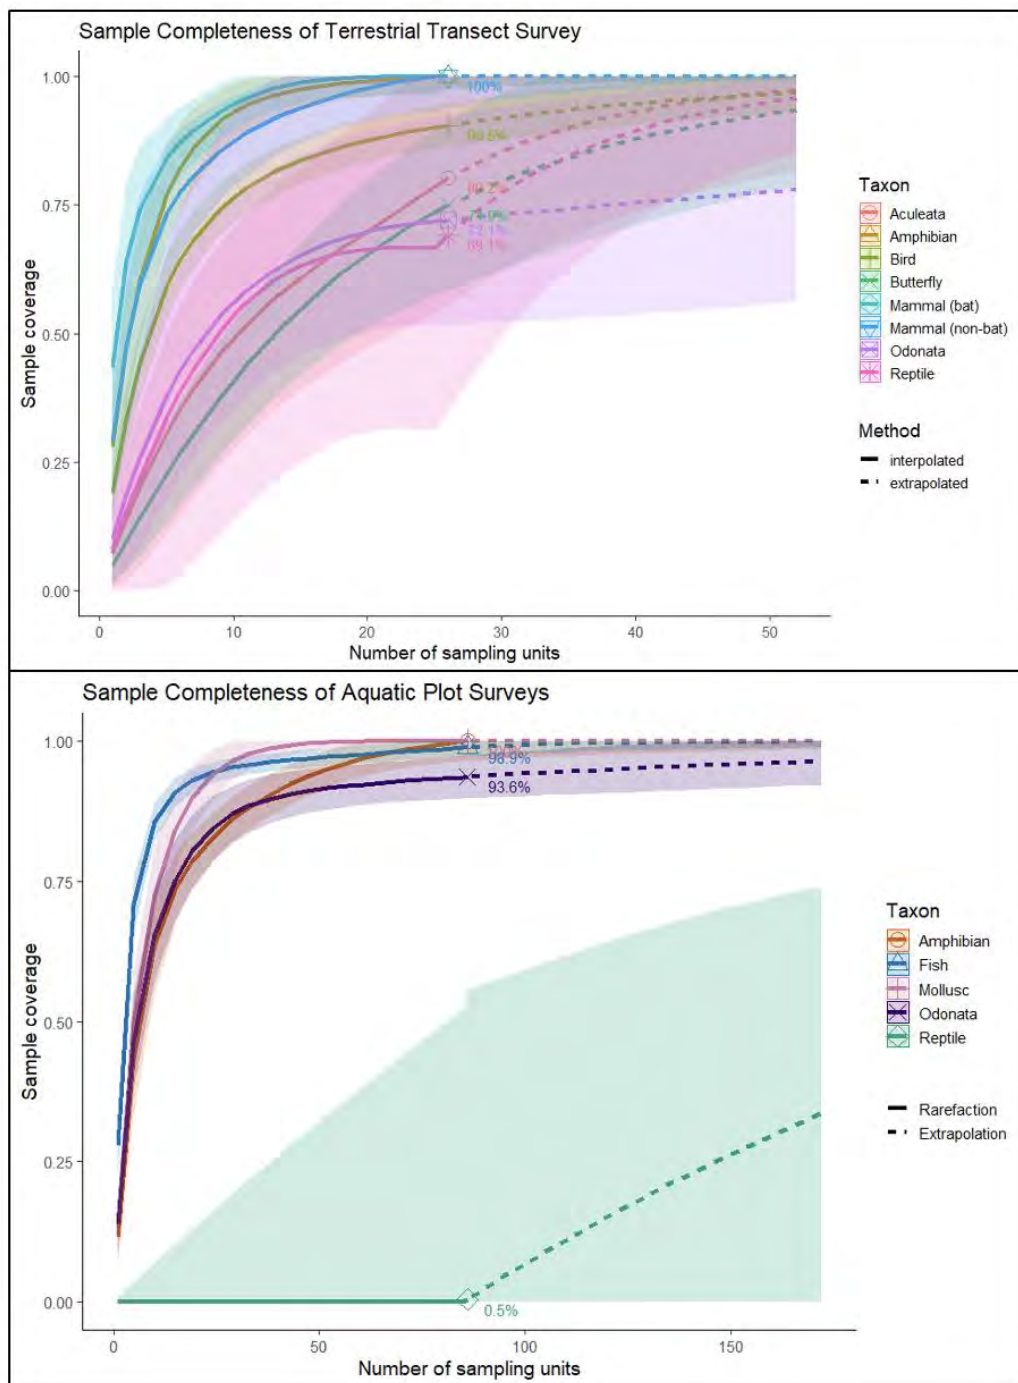 Sample Completeness of Terrestrial Transect Survey
1.00
0.75
0.50
0.25
0.00
Sample coverage
100%
69.1%
0
10
20
30
40
50
Number of sampling units
Taxon
Aculeata
Amphibian
Bird
Butterfly
Mammal (bat)
Mammal (non-bat)
Odonata
Reptile
Method
interpolated
extrapolated
Sample Completeness of Aquatic Plot Surveys
1.00
0.75
0.50
0.25
0.00
Sample coverage
98.9%
93.6%
0.5%
0
50
100
150
Number of sampling units
Taxon
Amphibian
Fish
Mollusc
Odonata
Reptile
Rarefaction
Extrapolation